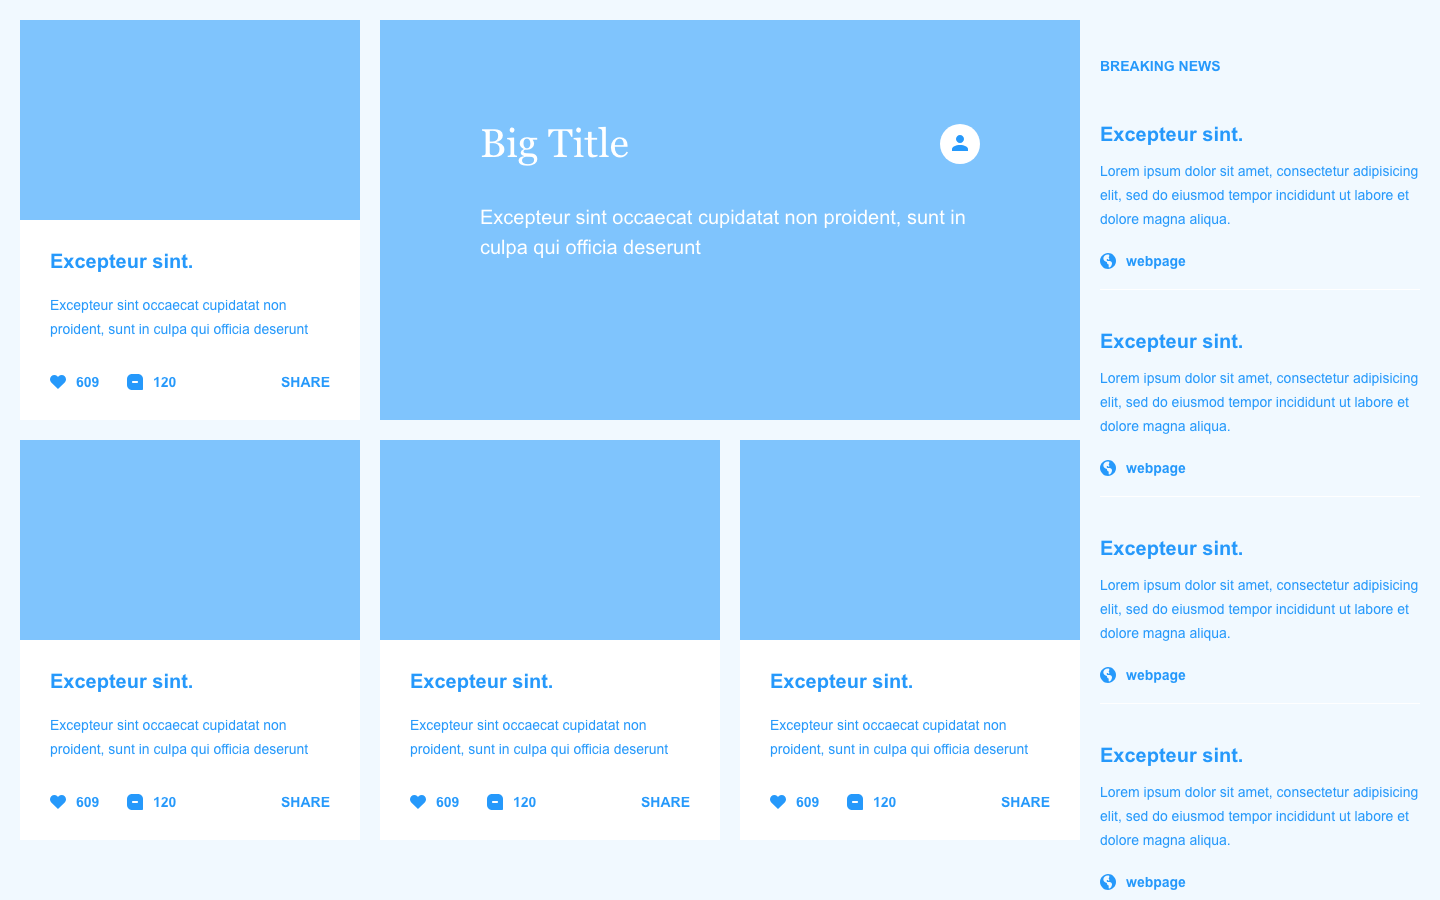 Excepteur sint.
Excepteur sint occaecat cupidatat non
proident, sunt in culpa qui officia deserunt
609 120 SHARE
Big Title
Excepteur sint occaecat cupidatat non proident, sunt in
culpa qui officia deserunt
Excepteur sint.
Excepteur sint occaecat cupidatat non
proident, sunt in culpa qui officia deserunt
609 120 SHARE
Excepteur sint.
Excepteur sint occaecat cupidatat non
proident, sunt in culpa qui officia deserunt
609 120 SHARE
Excepteur sint.
Excepteur sint occaecat cupidatat non
proident, sunt in culpa qui officia deserunt
609 120 SHARE
BREAKING NEWS
Excepteur sint.
Lorem ipsum dolor sit amet, consectetur adipisicing
elit, sed do eiusmod tempor incididunt ut labore et
dolore magna aliqua.
webpage
Excepteur sint.
Lorem ipsum dolor sit amet, consectetur adipisicing
elit, sed do eiusmod tempor incididunt ut labore et
dolore magna aliqua.
webpage
Excepteur sint.
Lorem ipsum dolor sit amet, consectetur adipisicing
elit, sed do eiusmod tempor incididunt ut labore et
dolore magna aliqua.
webpage
Excepteur sint.
Lorem ipsum dolor sit amet, consectetur adipisicing
elit, sed do eiusmod tempor incididunt ut labore et
dolore magna aliqua.
webpage